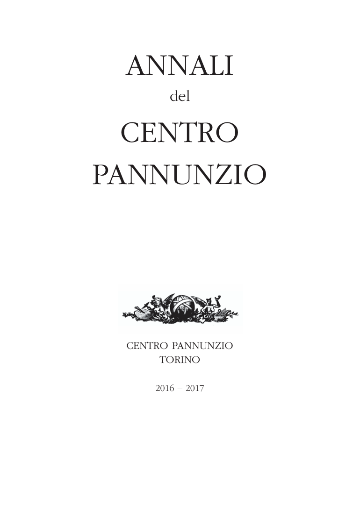 ANNALI
del
CENTRO
PANNUNZIO
CENTRO PANNUNZIO
TORINO
2016 - 2017